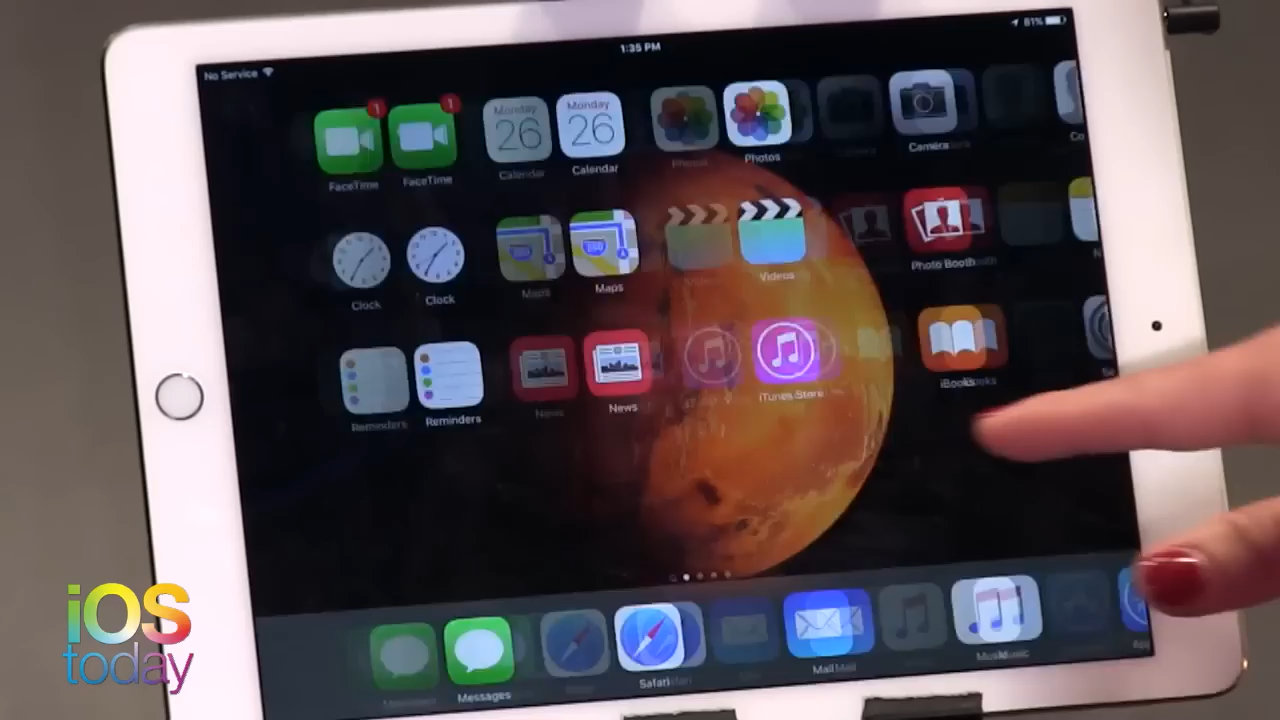 No Service
1:35 PM
81%
1
1
Monday
26
Monday
26
FaceTime
FaceTime
Calendar
Calendar
Photos
Photos
Camera
Clock
Clock
Maps
Maps
Videos
Photo Booth
Reminders
Reminders
News
News
iTunes Store
iBooks
Messages
Safari
Mail
Music
iOS
today